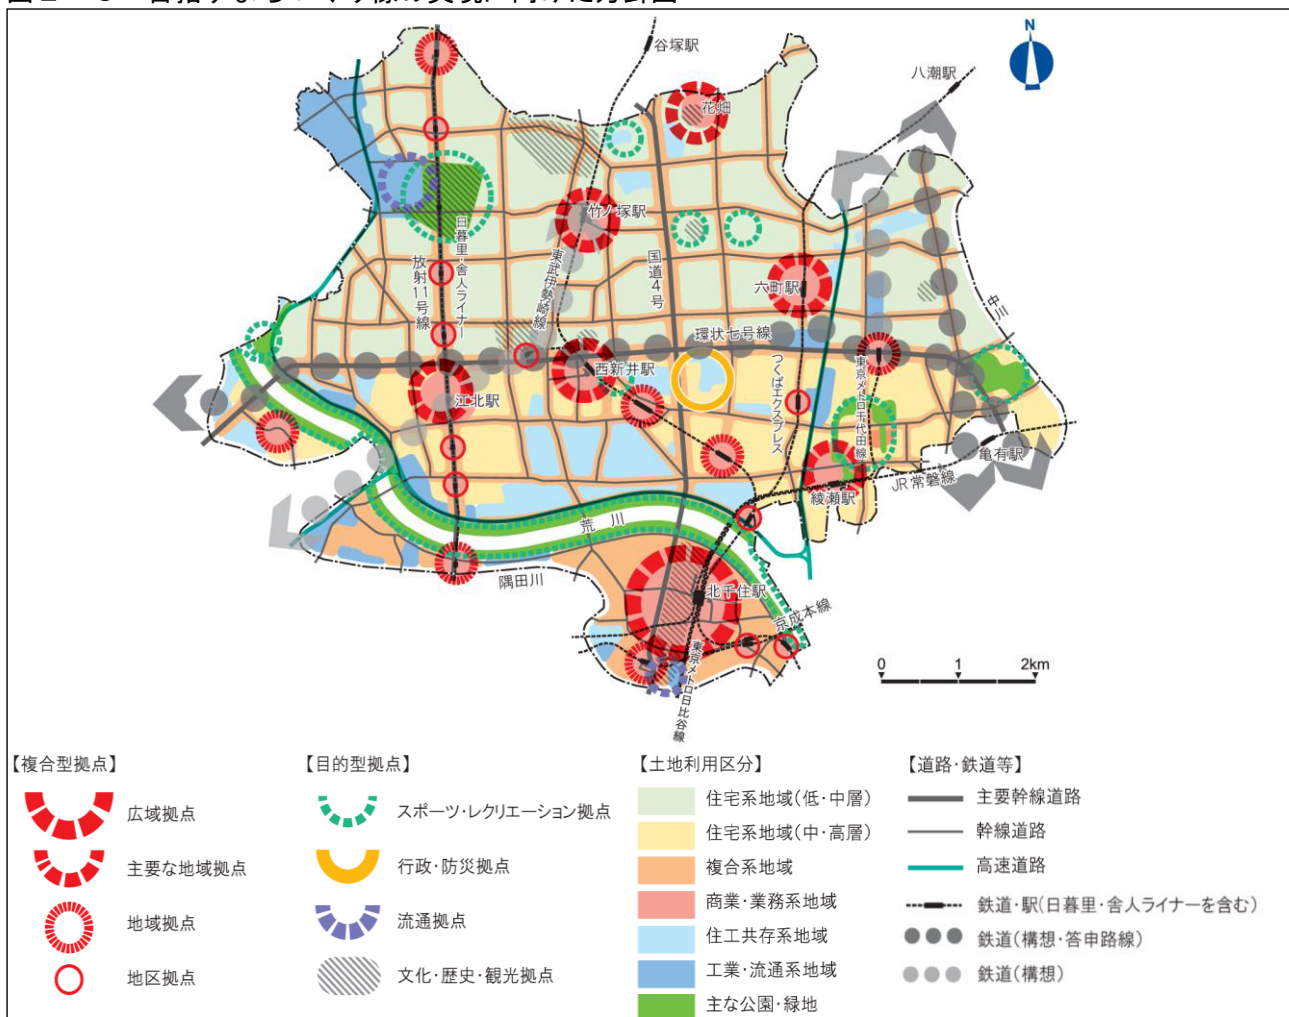 N
谷塚駅
八潮駅
花畑
竹ノ塚駅
日暮里・舎人ライナー
放射11号線
東武伊勢崎線
国道4号
六町駅
中川
環状七号線
西新井駅
江北駅
つくばエクスプレス
東京メトロ千代田線
亀有駅
綾瀬駅
JR常磐線
荒 川
隅田川
北千住駅
京成本線
東京メトロ日比谷線
0 1 2km
【複合型拠点】
広域拠点
主要な地域拠点
地域拠点
地区拠点
【目的型拠点】
スポーツ・レクリエーション拠点
行政・防災拠点
流通拠点
文化・歴史・観光拠点
【土地利用区分】
住宅系地域(低・中層)
住宅系地域(中・高層)
複合系地域
商業・業務系地域
住工共存系地域
工業・流通系地域
主な公園・緑地
【道路・鉄道等】
主要幹線道路
幹線道路
高速道路
鉄道・駅(日暮里・舎人ライナーを含む)
鉄道(構想・答申路線)
鉄道(構想)